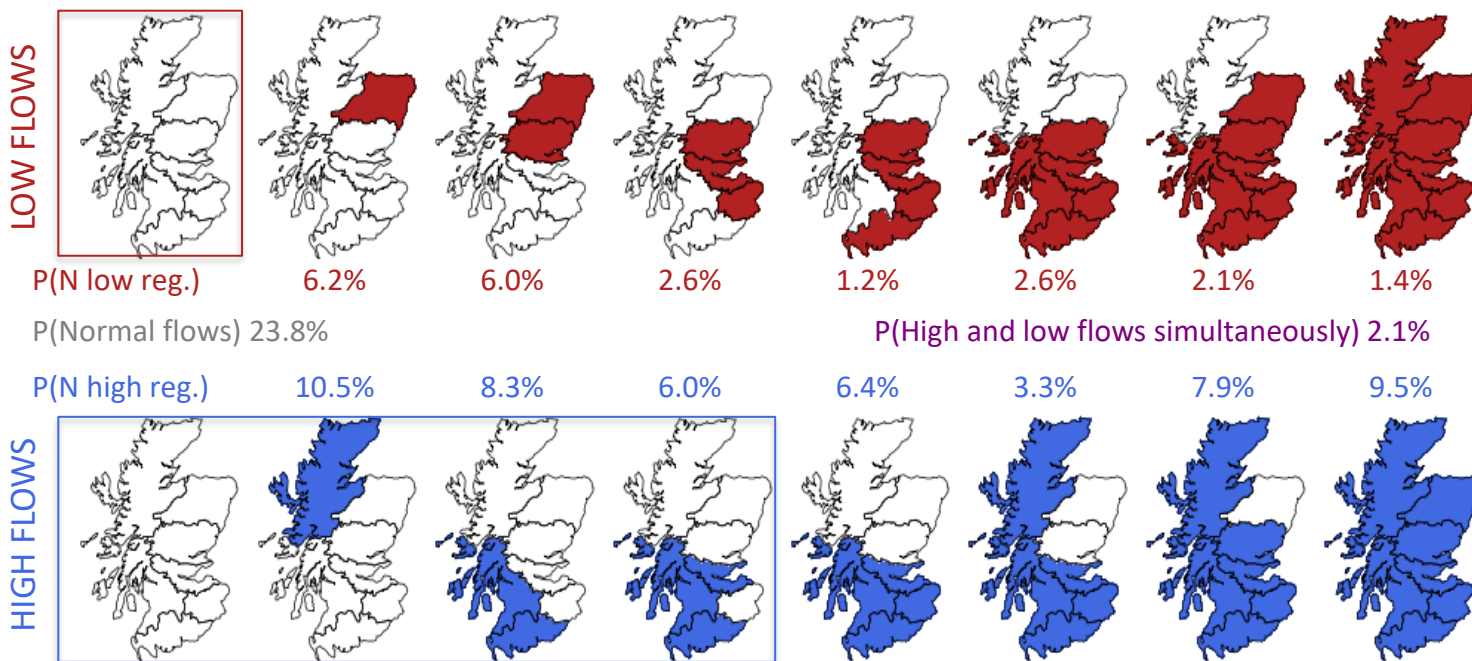 LOW FLOWS
P(N low reg.) 6.2% 6.0% 2.6% 1.2% 2.6% 2.1% 1.4%
P(Normal flows) 23.8% P(High and low flows simultaneously) 2.1%
P(N high reg.) 10.5% 8.3% 6.0% 6.4% 3.3% 7.9% 9.5%
HIGH FLOWS